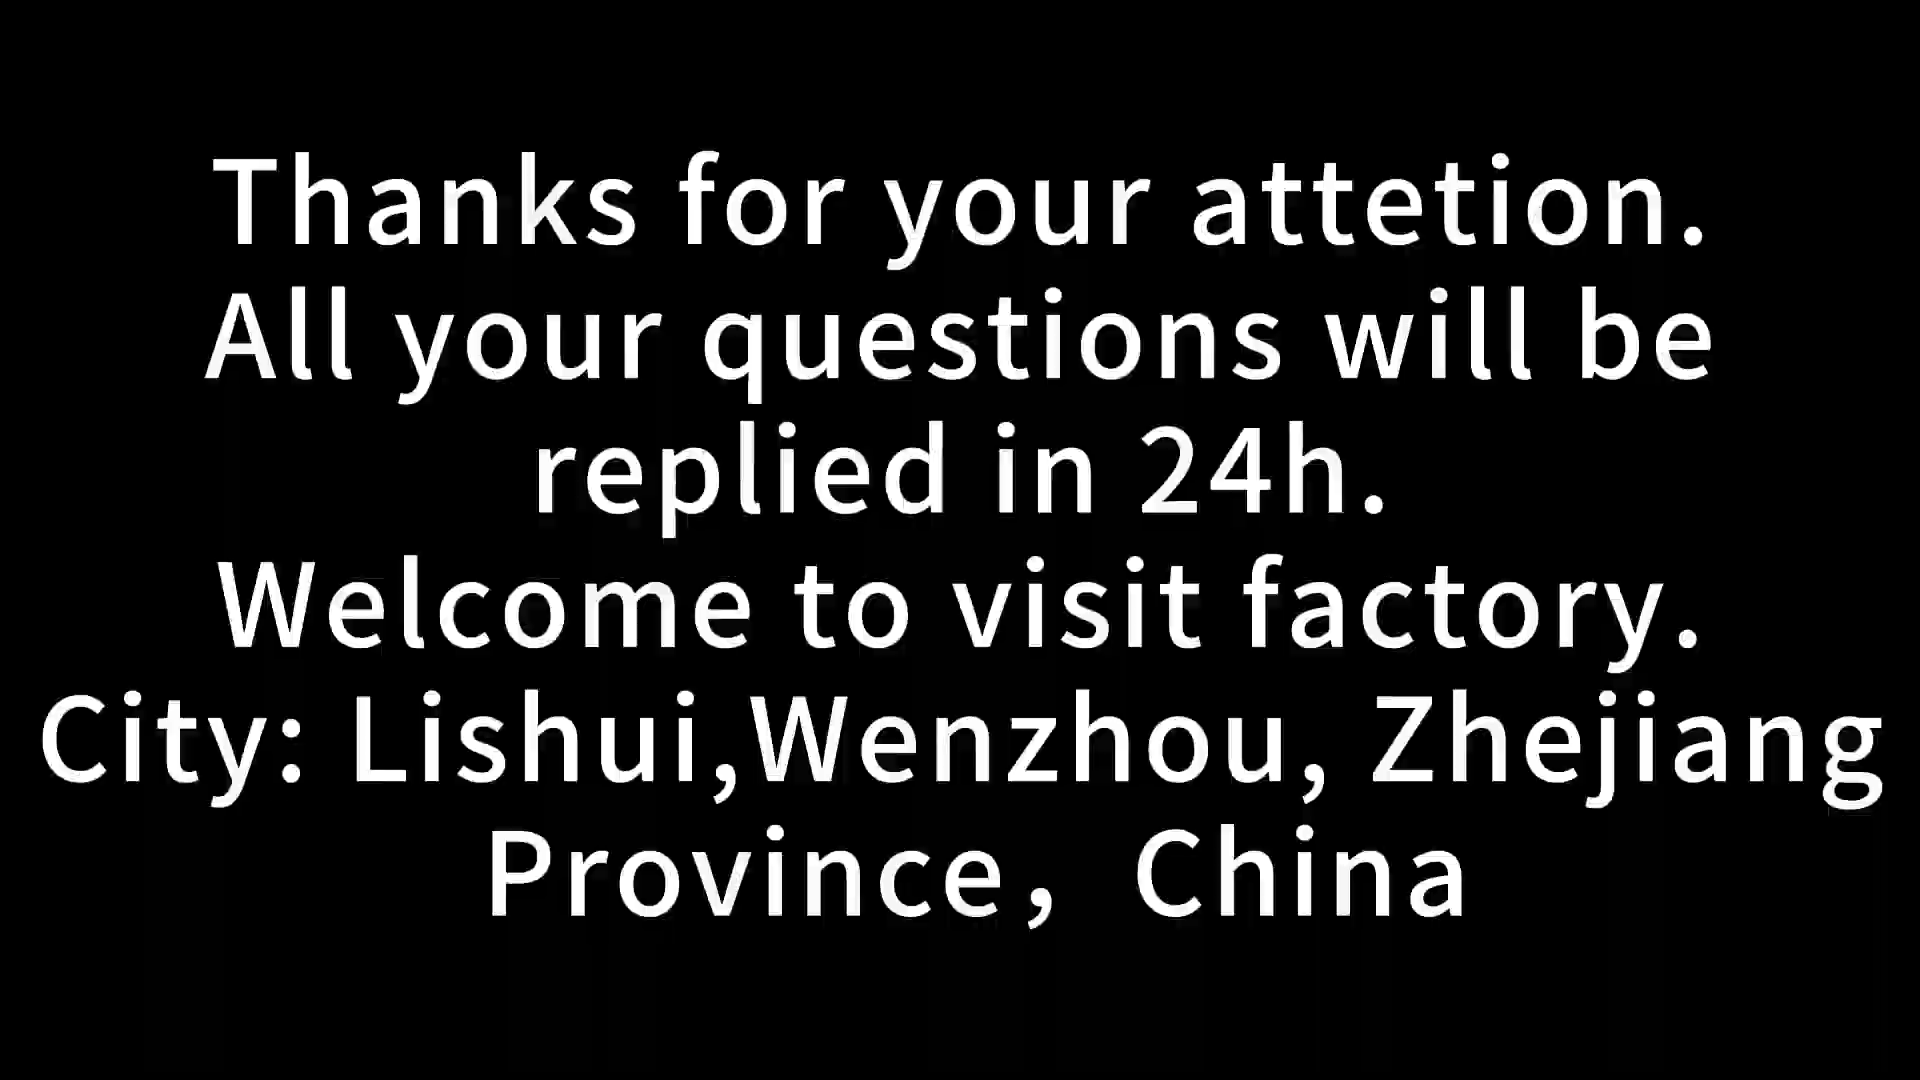 Thanks for your attetion.
All your questions will be
replied in 24h.
Welcome to visit factory.
City: Lishui,Wenzhou, Zhejiang
Province，China